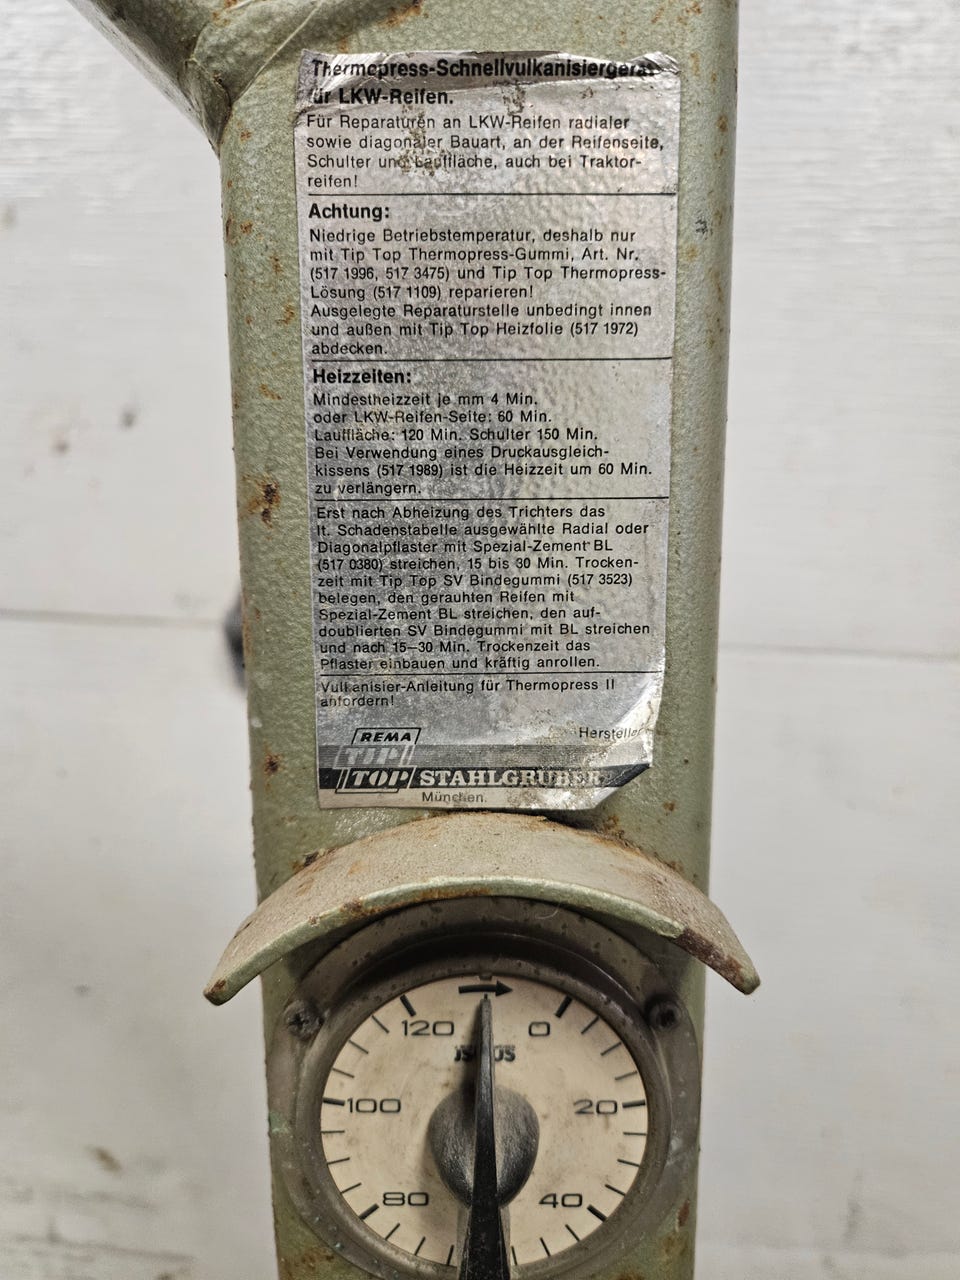 Thermopress-Schnellvulkanisiergerät
für LKW-Reifen.
Für Reparaturen an LKW-Reifen radialer
sowie diagonaler Bauart, an der Reifenseite,
Schulter und Lauffläche, auch bei Traktor-
reifen!
Achtung:
Niedrige Betriebstemperatur, deshalb nur
mit Tip Top Thermopress-Gummi, Art. Nr.
(517 1996, 517 3475) und Tip Top Thermopress-
Lösung (517 1109) reparieren!
Ausgelegte Reparaturstelle unbedingt innen
und außen mit Tip Top Heizfolie (517 1972)
abdecken.
Heizzeiten:
Mindestheizzeit je mm 4 Min.
oder LKW-Reifen-Seite: 60 Min.
Lauffläche: 120 Min. Schulter 150 Min.
Bei Verwendung eines Druckausgleich-
kissens (517 1989) ist die Heizzeit um 60 Min.
zu verlängern.
Erst nach Abheizung des Trichters das
lt. Schadenstabelle ausgewählte Radial oder
Diagonalpflaster mit Spezial-Zement BL
(517 0380) streichen, 15 bis 30 Min. Trocken-
zeit mit Tip Top SV Bindegummi (517 3523)
belegen, den gerauhten Reifen mit
Spezial-Zement BL streichen, den auf-
doublierten SV Bindegummi mit BL streichen
und nach 15—30 Min. Trockenzeit das
Pflaster einbauen und kräftig anrollen.
Vulkanisier-Anleitung für Thermopress II
anfordern!
Hersteller
REMA
TIP
TOP STAHLGRUBER
München.
120 0
100 20
80 40